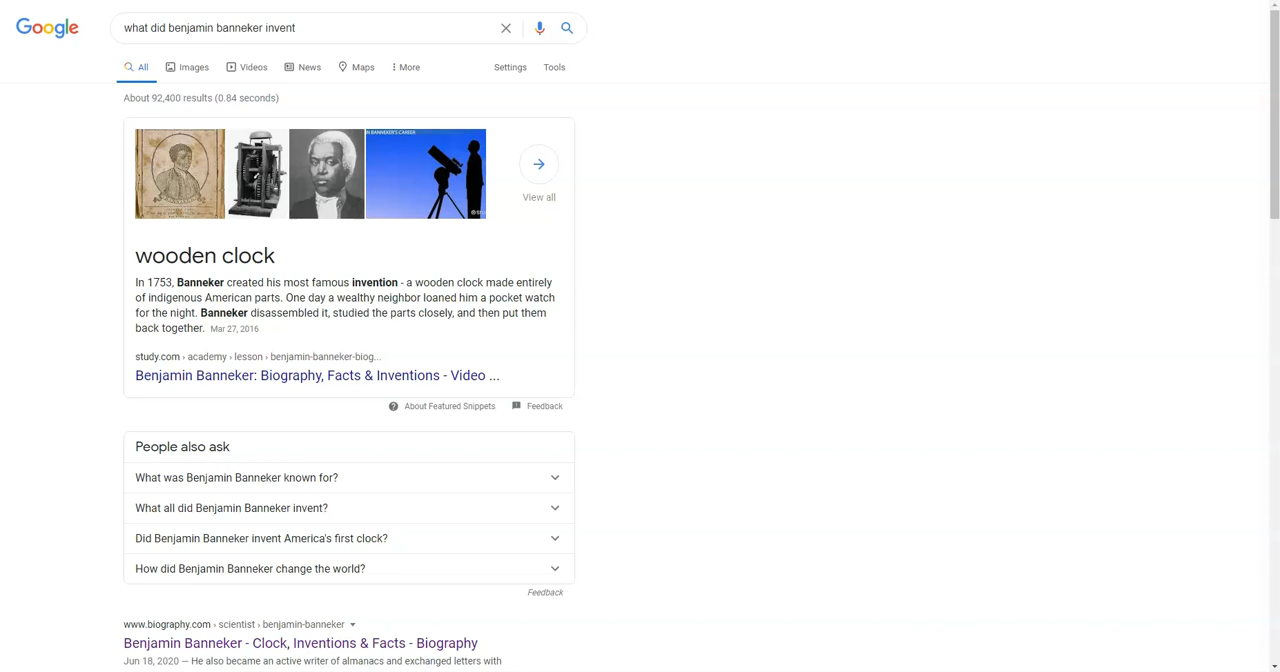 Google
what did benjamin banneker invent
All Images Videos News Maps More Settings Tools
About 92,400 results (0.84 seconds)
N BANNEKER'S CAREER
View all
wooden clock
In 1753, Banneker created his most famous invention - a wooden clock made entirely
of indigenous American parts. One day a wealthy neighbor loaned him a pocket watch
for the night. Banneker disassembled it, studied the parts closely, and then put them
back together. Mar 27, 2016
study.com › academy › lesson › benjamin-banneker-biog...
Benjamin Banneker: Biography, Facts & Inventions - Video ...
About Featured Snippets Feedback
People also ask
What was Benjamin Banneker known for?
What all did Benjamin Banneker invent?
Did Benjamin Banneker invent America's first clock?
How did Benjamin Banneker change the world?
Feedback
www.biography.com › scientist › benjamin-banneker
Benjamin Banneker - Clock, Inventions & Facts - Biography
Jun 18, 2020 — He also became an active writer of almanacs and exchanged letters with